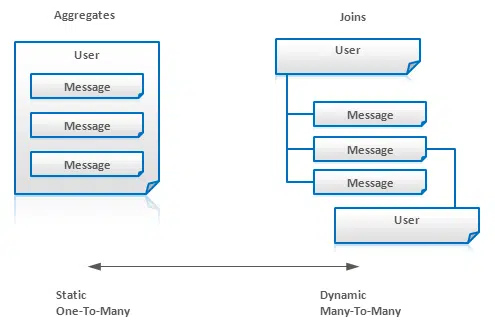 Aggregates
User
Message
Message
Message
Joins
User
Message
Message
Message
User
Static
One-To-Many
Dynamic
Many-To-Many